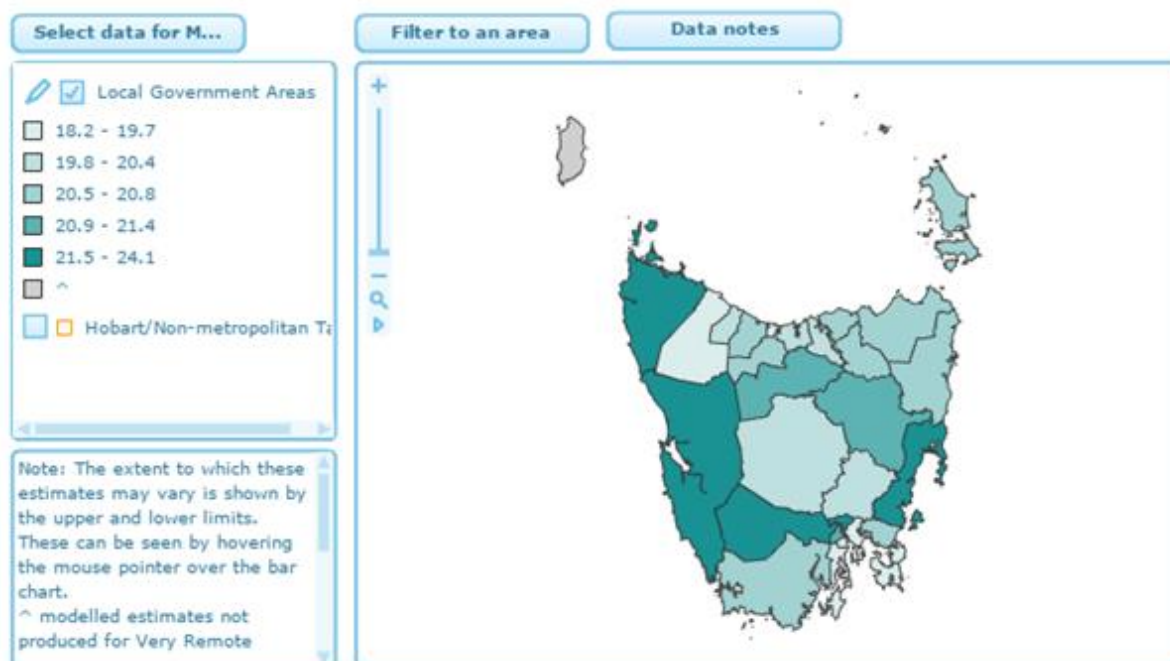 Select data for M...
Filter to an area
Data notes
Local Government Areas
18.2 - 19.7
19.8 - 20.4
20.5 - 20.8
20.9 - 21.4
21.5 - 24.1
^
Hobart/Non-metropolitan Ta
Note: The extent to which these
estimates may vary is shown by
the upper and lower limits.
These can be seen by hovering
the mouse pointer over the bar
chart.
^ modelled estimates not
produced for Very Remote